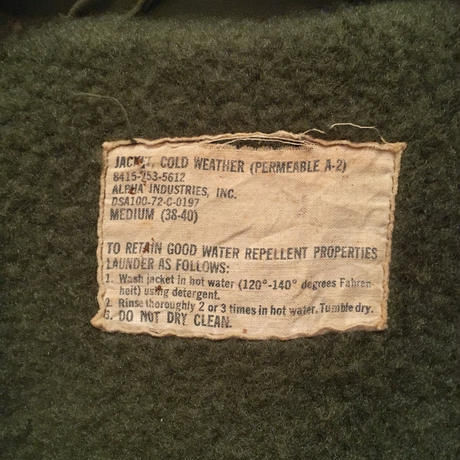 JACKET, COLD WEATHER (PERMEABLE A-2)
8415-253-5612
ALPHA INDUSTRIES, INC.
DSA100-72-C-0197
MEDIUM (38-40)
TO RETAIN GOOD WATER REPELLENT PROPERTIES
LAUNDER AS FOLLOWS:
1. Wash jacket in hot water (120°-140° degrees Fahren-
heit) using detergent.
2. Rinse thoroughly 2 or 3 times in hot water. Tumble dry.
3. DO NOT DRY CLEAN.